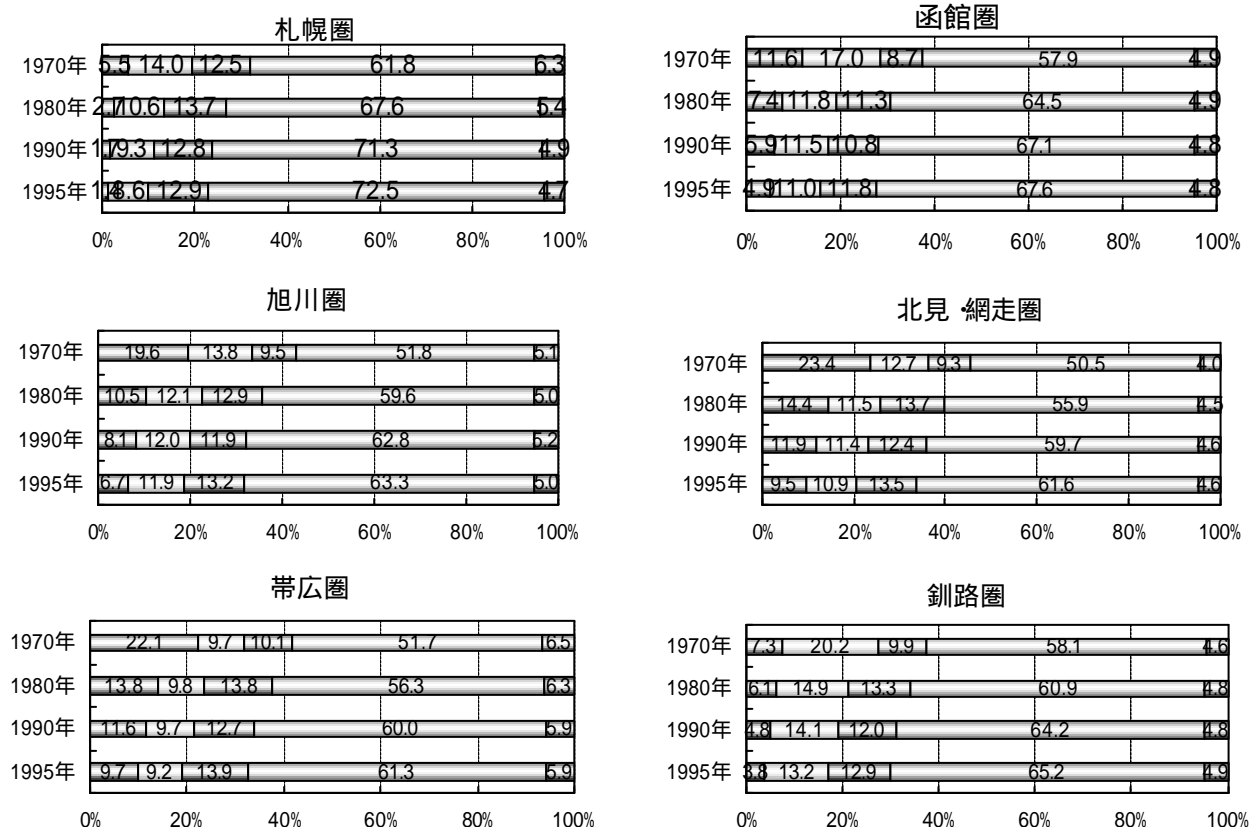 札幌圏
1970年 5.5 14.0 12.5 61.8 6.3
1980年 2.7 10.6 13.7 67.6 5.4
1990年 1.7 9.3 12.8 71.3 4.9
1995年 1.4 8.6 12.9 72.5 4.7
0% 20% 40% 60% 80% 100%
函館圏
1970年 11.6 17.0 8.7 57.9 4.9
1980年 7.4 11.8 11.3 64.5 4.9
1990年 5.9 11.5 10.8 67.1 4.8
1995年 4.9 11.0 11.8 67.6 4.8
0% 20% 40% 60% 80% 100%
旭川圏
1970年 19.6 13.8 9.5 51.8 5.1
1980年 10.5 12.1 12.9 59.6 5.0
1990年 8.1 12.0 11.9 62.8 5.2
1995年 6.7 11.9 13.2 63.3 5.0
0% 20% 40% 60% 80% 100%
北見・網走圏
1970年 23.4 12.7 9.3 50.5 4.0
1980年 14.4 11.5 13.7 55.9 4.5
1990年 11.9 11.4 12.4 59.7 4.6
1995年 9.5 10.9 13.5 61.6 4.6
0% 20% 40% 60% 80% 100%
帯広圏
1970年 22.1 9.7 10.1 51.7 6.5
1980年 13.8 9.8 13.8 56.3 6.3
1990年 11.6 9.7 12.7 60.0 5.9
1995年 9.7 9.2 13.9 61.3 5.9
0% 20% 40% 60% 80% 100%
釧路圏
1970年 7.3 20.2 9.9 58.1 4.6
1980年 6.1 14.9 13.3 60.9 4.8
1990年 4.8 14.1 12.0 64.2 4.8
1995年 3.8 13.2 12.9 65.2 4.9
0% 20% 40% 60% 80% 100%